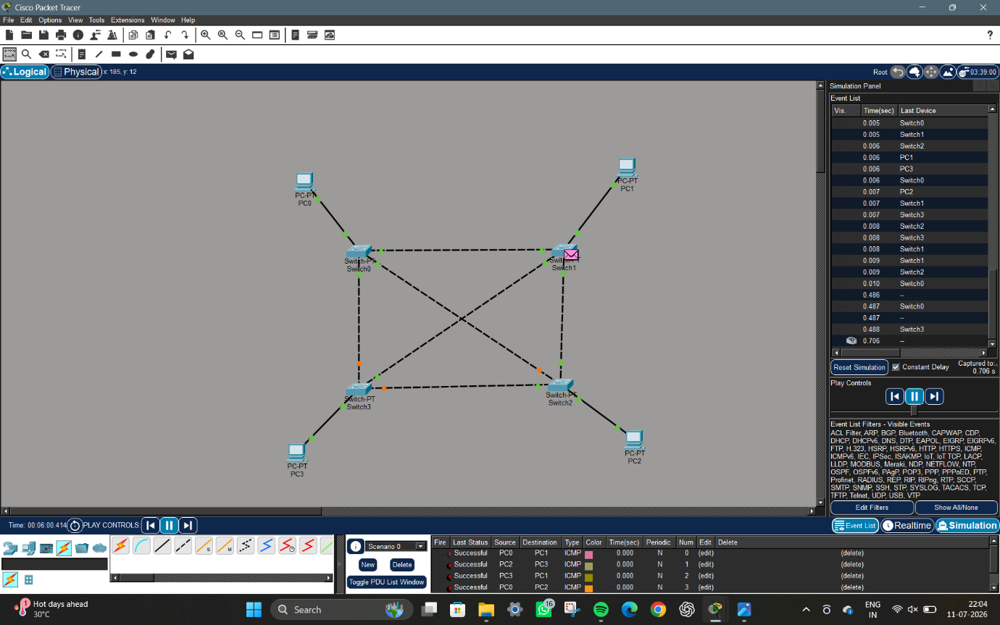 Cisco Packet Tracer
File Edit Options View Tools Extensions Window Help
?
Logical Physical x: 185, y: 12 Root 03:39:00
Simulation Panel
Event List
Vis. Time(sec) Last Device
0.005 Switch0
0.005 Switch1
0.006 Switch2
0.006 PC1
0.006 PC3
0.006 Switch0
0.007 PC2
0.007 Switch1
0.007 Switch3
0.008 Switch2
0.008 Switch3
0.008 Switch1
0.009 Switch1
0.009 Switch2
0.010 Switch0
0.486 --
0.487 Switch0
0.487 --
0.488 Switch3
0.706 --
Reset Simulation Constant Delay Captured to:
0.706 s
Play Controls
Event List Filters - Visible Events
ACL Filter, ARP, BGP, Bluetooth, CAPWAP, CDP,
DHCP, DHCPv6, DNS, DTP, EAPOL, EIGRP, EIGRPv6,
FTP, H.323, HSRP, HSRPv6, HTTP, HTTPS, ICMP,
ICMPv6, IEC, IPSec, ISAKMP, IoT, IoT TCP, LACP,
LLDP, MODBUS, Meraki, NDP, NETFLOW, NTP,
OSPF, OSPFv6, PAgP, POP3, PPP, PPPoED, PTP,
Profinet, RADIUS, REP, RIP, RIPng, RTP, SCCP,
SMTP, SNMP, SSH, STP, SYSLOG, TACACS, TCP,
TFTP, Telnet, UDP, USB, VTP
Edit Filters Show All/None
Event List Realtime Simulation
PC-PT
PC0
PC-PT
PC1
Switch-PT
Switch0
Switch-PT
Switch1
Switch-PT
Switch3
Switch-PT
Switch2
PC-PT
PC3
PC-PT
PC2
Time: 00:06:00.414 PLAY CONTROLS:
S M
Scenario 0
New Delete
Toggle PDU List Window
Fire Last Status Source Destination Type Color Time(sec) Periodic Num Edit Delete
Successful PC0 PC1 ICMP 0.000 N 0 (edit) (delete)
Successful PC2 PC3 ICMP 0.000 N 1 (edit) (delete)
Successful PC3 PC1 ICMP 0.000 N 2 (edit) (delete)
Successful PC0 PC2 ICMP 0.000 N 3 (edit) (delete)
1
Hot days ahead
30°C
Search
16
ENG
IN
22:04
11-07-2026